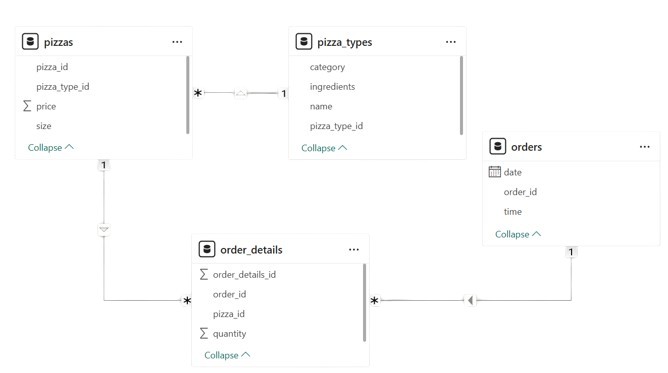 pizzas
pizza_id
pizza_type_id
∑ price
size
Collapse
* 1
pizza_types
category
ingredients
name
pizza_type_id
Collapse
orders
date
order_id
time
Collapse
1
1
order_details
∑ order_details_id
order_id
pizza_id
∑ quantity
Collapse
* *